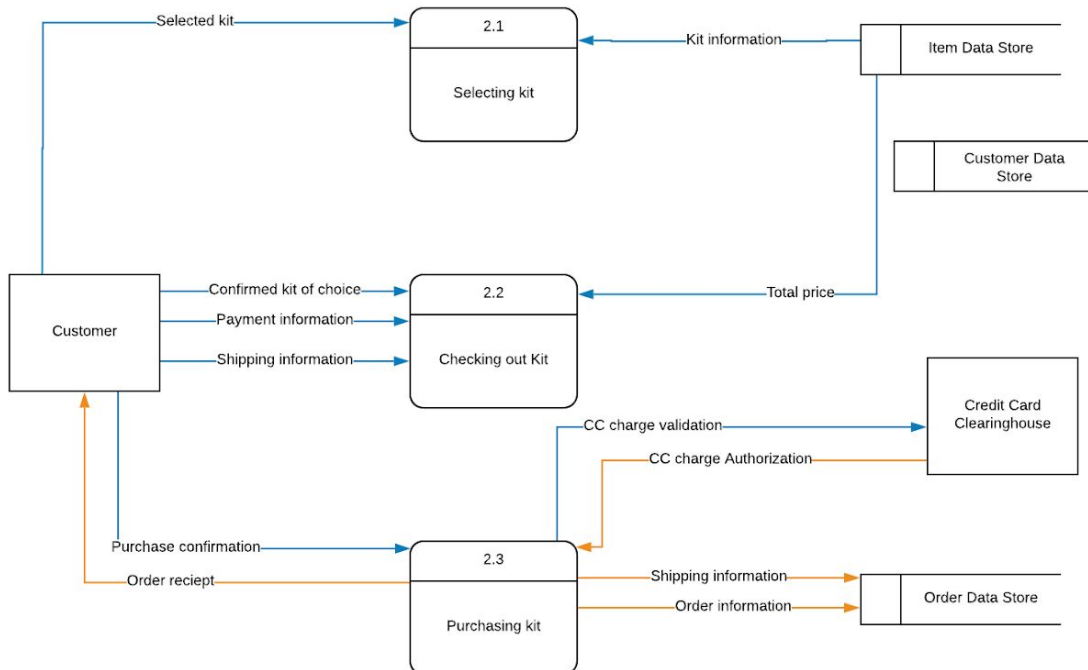 Selected kit
2.1
Kit information
Item Data Store
Selecting kit
Customer Data
Store
Confirmed kit of choice
2.2
Total price
Payment information
Customer
Shipping information
Checking out Kit
Credit Card
Clearinghouse
CC charge validation
CC charge Authorization
Purchase confirmation
2.3
Order reciept
Shipping information
Order Data Store
Order information
Purchasing kit